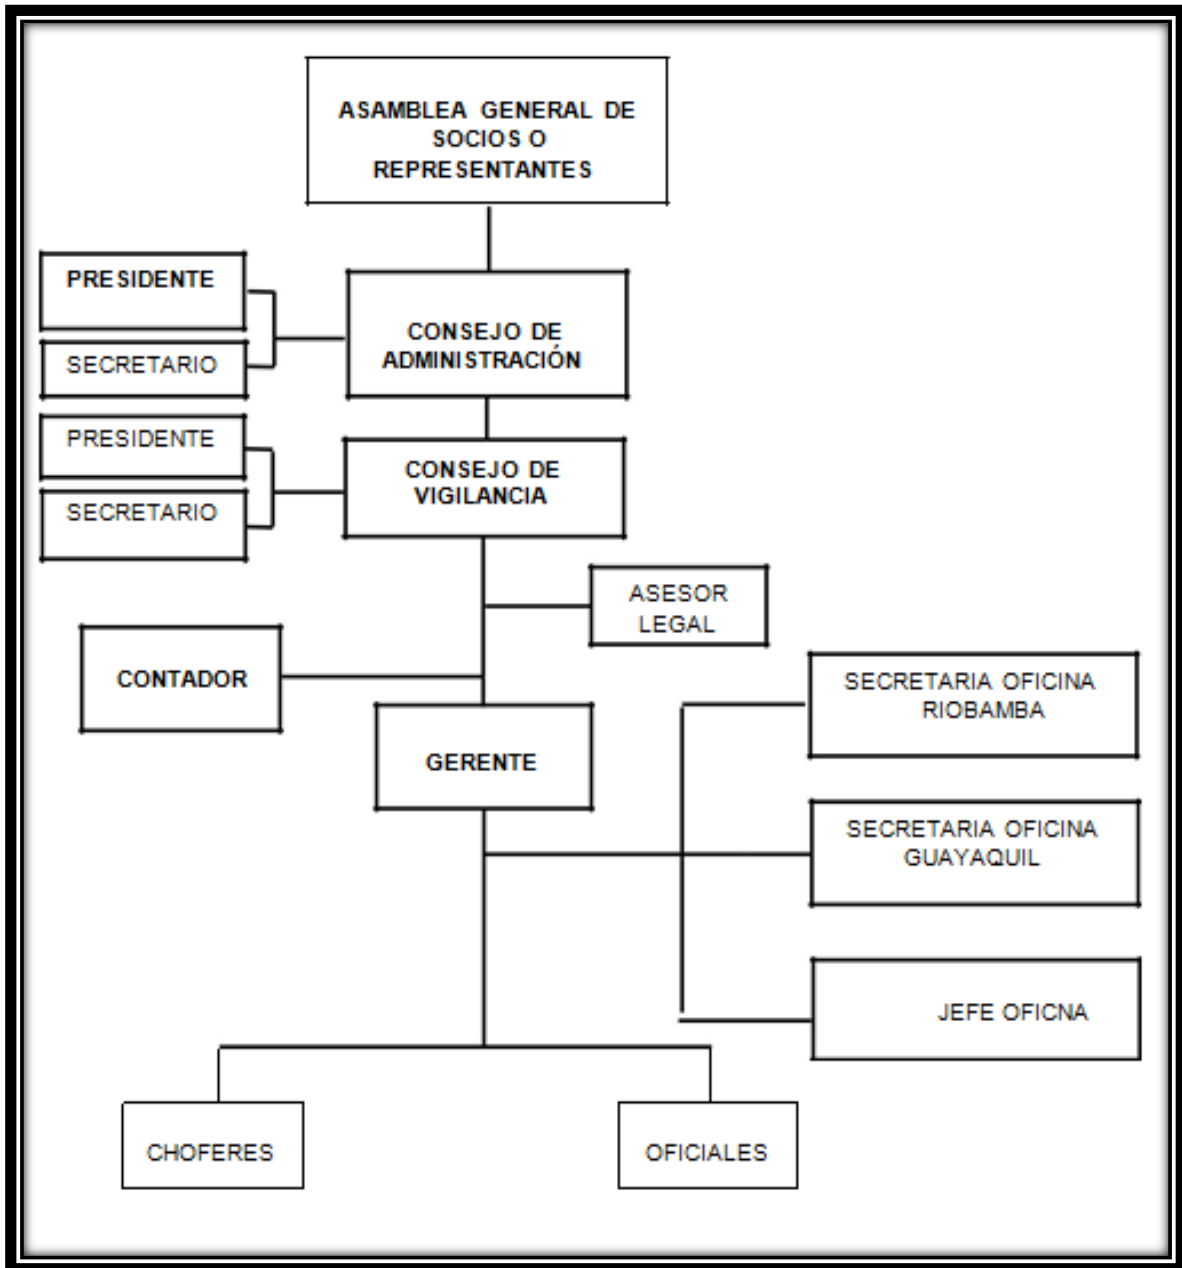 ASAMBLEA GENERAL DE
SOCIOS O
REPRESENTANTES
PRESIDENTE
SECRETARIO
CONSEJO DE
ADMINISTRACIÓN
PRESIDENTE
SECRETARIO
CONSEJO DE
VIGILANCIA
ASESOR
LEGAL
CONTADOR
GERENTE
SECRETARIA OFICINA
RIOBAMBA
SECRETARIA OFICINA
GUAYAQUIL
JEFE OFICNA
CHOFERES
OFICIALES